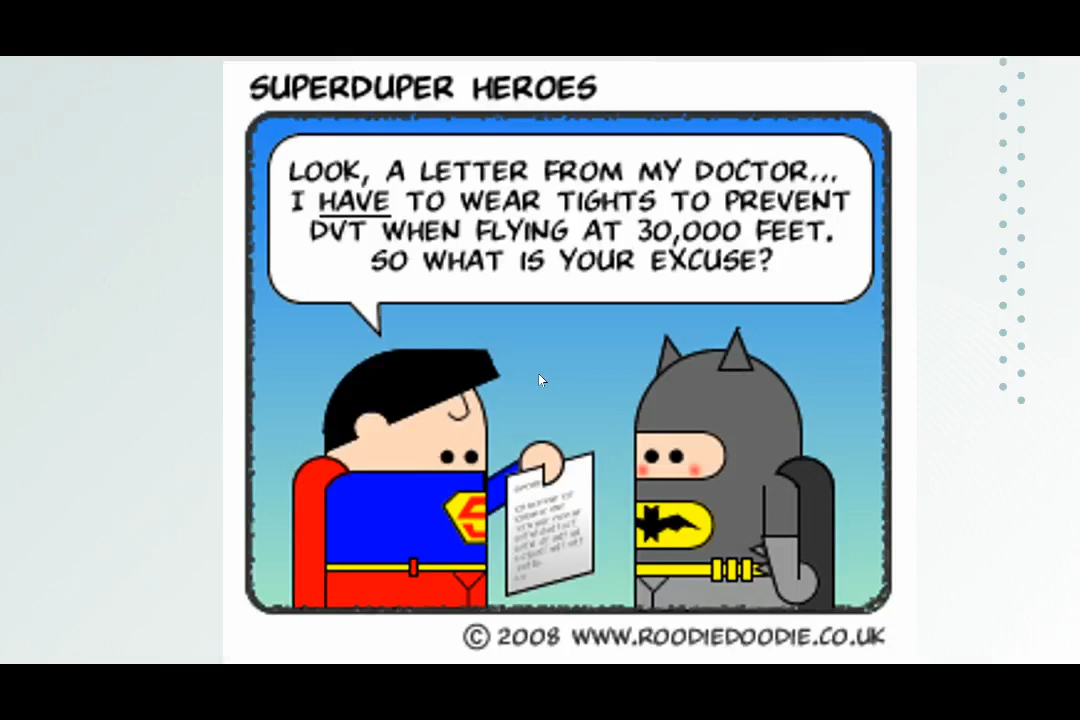 SUPERDUPER HEROES
LOOK, A LETTER FROM MY DOCTOR...
I HAVE TO WEAR TIGHTS TO PREVENT
DVT WHEN FLYING AT 30,000 FEET.
SO WHAT IS YOUR EXCUSE?
S
© 2008 WWW.ROODIEDOODIE.CO.UK